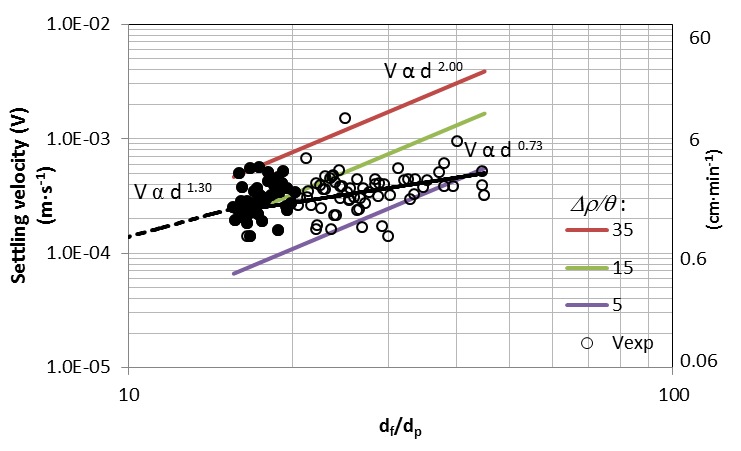 1.0E-02
1.0E-03
1.0E-04
1.0E-05
Settling velocity (V)
(m·s⁻¹)
V α d ²·⁰⁰
V α d ⁰·⁷³
V α d ¹·³⁰
60
6
0.6
0.06
(cm·min⁻¹)
Δρ/θ :
35
15
5
Vexp
10
100
df/dp